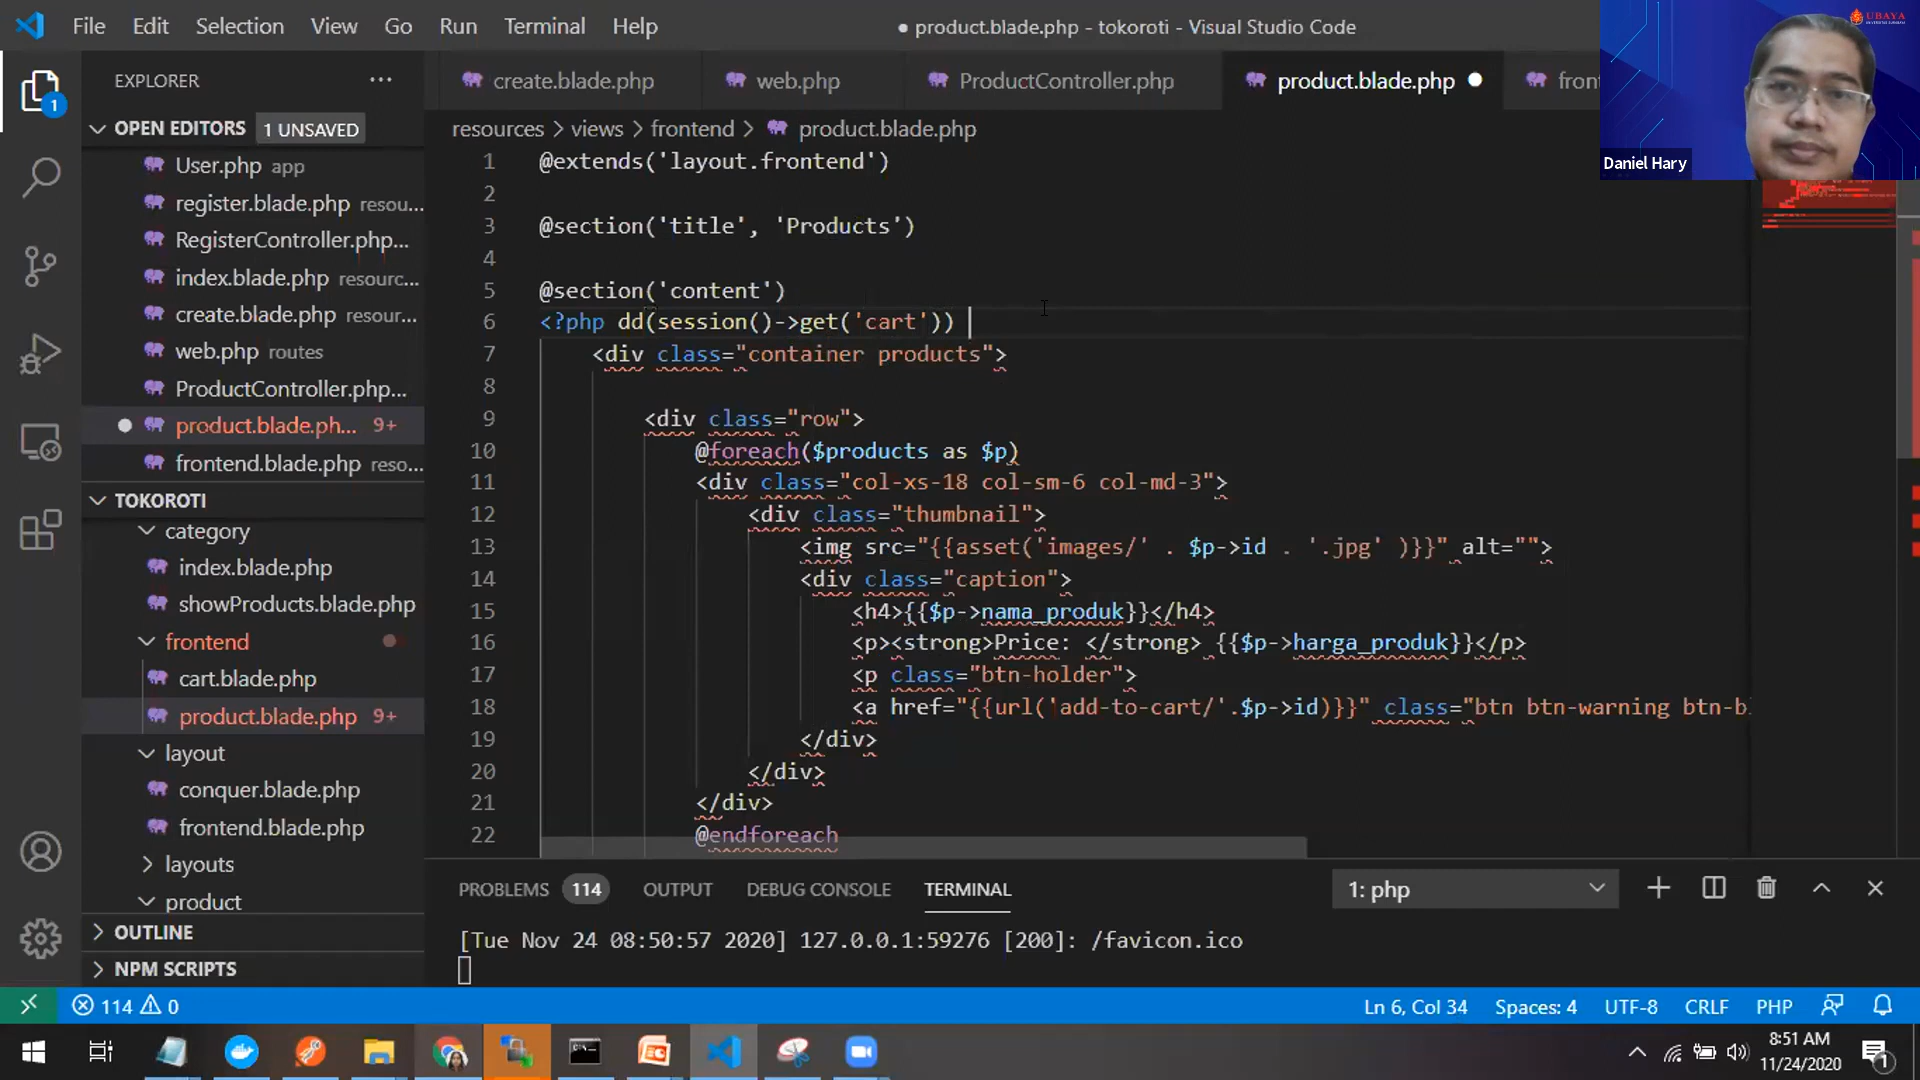 File Edit Selection View Go Run Terminal Help
● product.blade.php - tokoroti - Visual Studio Code
UBAYA
Daniel Hary
EXPLORER ···
OPEN EDITORS 1 UNSAVED
User.php app
register.blade.php resou...
RegisterController.php...
index.blade.php resourc...
create.blade.php resour...
web.php routes
ProductController.php...
product.blade.ph... 9+
frontend.blade.php reso...
TOKOROTI
category
index.blade.php
showProducts.blade.php
frontend
cart.blade.php
product.blade.php 9+
layout
conquer.blade.php
frontend.blade.php
layouts
product
OUTLINE
NPM SCRIPTS
create.blade.php web.php ProductController.php product.blade.php ● fron
resources > views > frontend > product.blade.php
1 @extends('layout.frontend')
2
3 @section('title', 'Products')
4
5 @section('content')
6 <?php dd(session()->get('cart'))
7 <div class="container products">
8
9 <div class="row">
10 @foreach($products as $p)
11 <div class="col-xs-18 col-sm-6 col-md-3">
12 <div class="thumbnail">
13 <img src="{{asset('images/' . $p->id . '.jpg' )}}" alt="">
14 <div class="caption">
15 <h4>{{$p->nama_produk}}</h4>
16 <p><strong>Price: </strong> {{$p->harga_produk}}</p>
17 <p class="btn-holder">
18 <a href="{{url('add-to-cart/'.$p->id)}}" class="btn btn-warning btn-bl
19 </div>
20 </div>
21 </div>
22 @endforeach
PROBLEMS 114 OUTPUT DEBUG CONSOLE TERMINAL 1: php
[Tue Nov 24 08:50:57 2020] 127.0.0.1:59276 [200]: /favicon.ico
114 0 Ln 6, Col 34 Spaces: 4 UTF-8 CRLF PHP
8:51 AM
11/24/2020
1
1